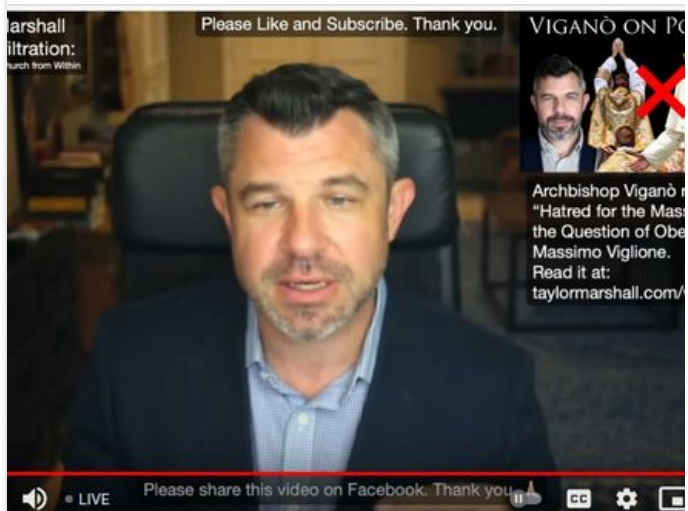 Marshall
filtration:
hurch from Within
Please Like and Subscribe. Thank you.
VIGANÒ ON PO
Archbishop Viganò r
“Hatred for the Mass
the Question of Obe
Massimo Viglione.
Read it at:
taylormarshall.com/
LIVE
Please share this video on Facebook. Thank you
CC